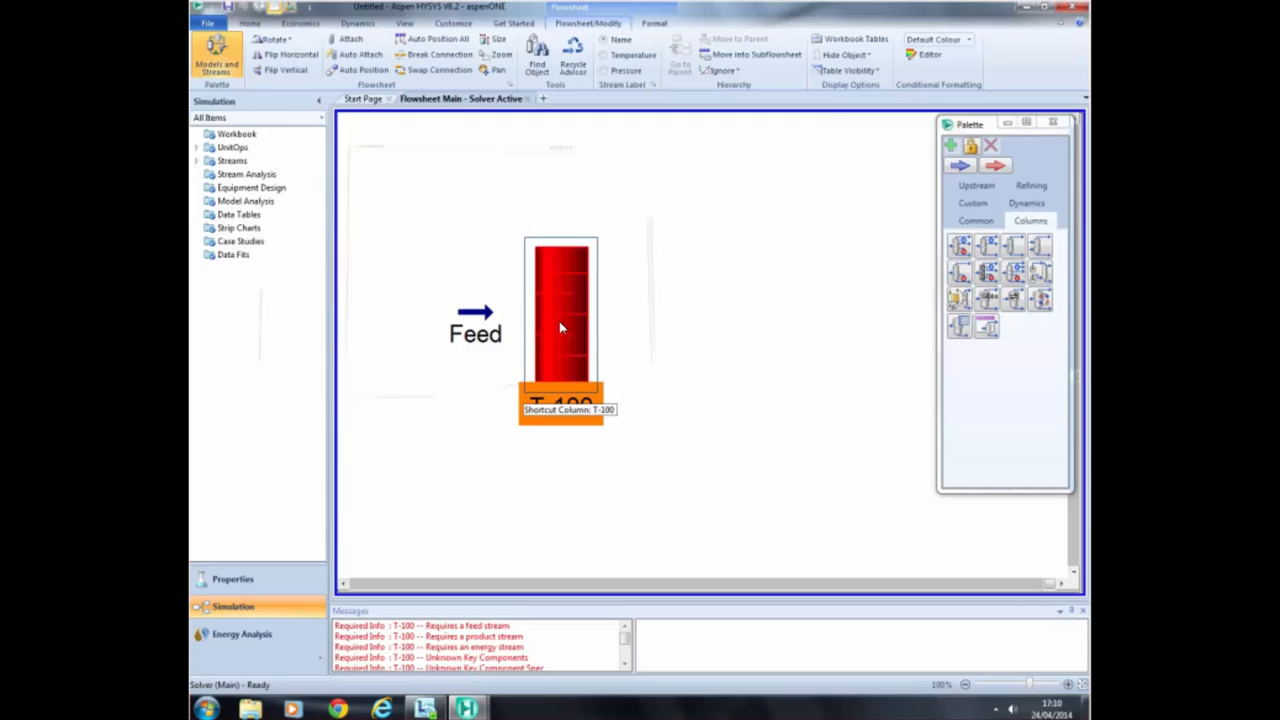 Untitled - Aspen HYSYS V8.2 - aspenONE
Flowsheet
File Home Economics Dynamics View Customize Get Started Flowsheet/Modify Format
Models and Streams
Palette
Rotate
Flip Horizontal
Flip Vertical
Attach
Auto Attach
Auto Position
Auto Position All
Break Connection
Swap Connection
Size
Zoom
Pan
Flowsheet
Find Object
Recycle Advisor
Tools
Name
Temperature
Pressure
Stream Label
Go to Parent
Move to Parent
Move into Subflowsheet
Ignore
Hierarchy
Workbook Tables
Hide Object
Table Visibility
Display Options
Default Colour
Editor
Conditional Formatting
Simulation
All Items
Workbook
UnitOps
Streams
Stream Analysis
Equipment Design
Model Analysis
Data Tables
Strip Charts
Case Studies
Data Fits
Properties
Simulation
Energy Analysis
Start Page
Flowsheet Main - Solver Active
Feed
T-100
Shortcut Column: T-100
Palette
Upstream Refining
Custom Dynamics
Common Columns
Messages
Required Info : T-100 -- Requires a feed stream
Required Info : T-100 -- Requires a product stream
Required Info : T-100 -- Requires an energy stream
Required Info : T-100 -- Unknown Key Components
Required Info : T-100 -- Unknown Key Component Spec
Solver (Main) - Ready
100%
17:10
24/04/2014